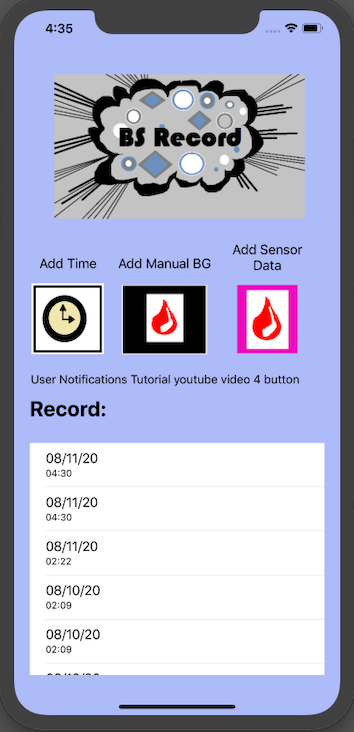 4:35
BS Record
Add Time
Add Manual BG
Add Sensor
Data
User Notifications Tutorial youtube video 4 button
Record:
08/11/20
04:30
08/11/20
04:30
08/11/20
02:22
08/10/20
02:09
08/10/20
02:09